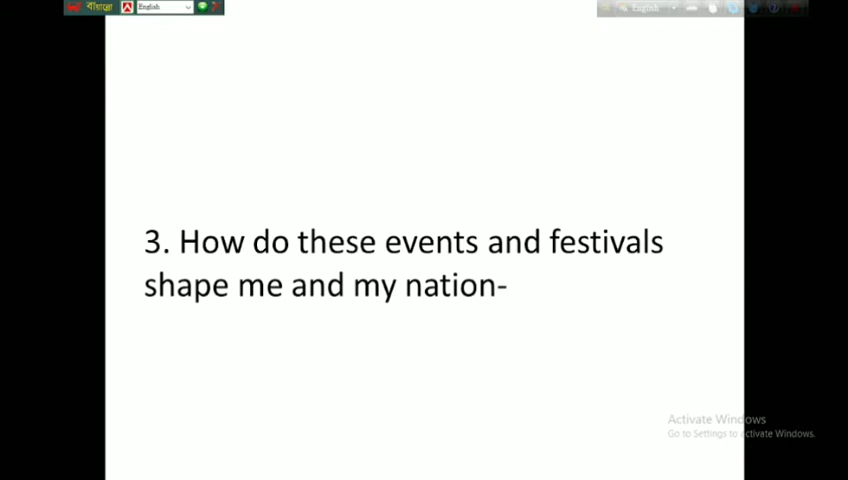 বায়ান্নো English English
3. How do these events and festivals
shape me and my nation-
Activate Windows
Go to Settings to activate Windows.